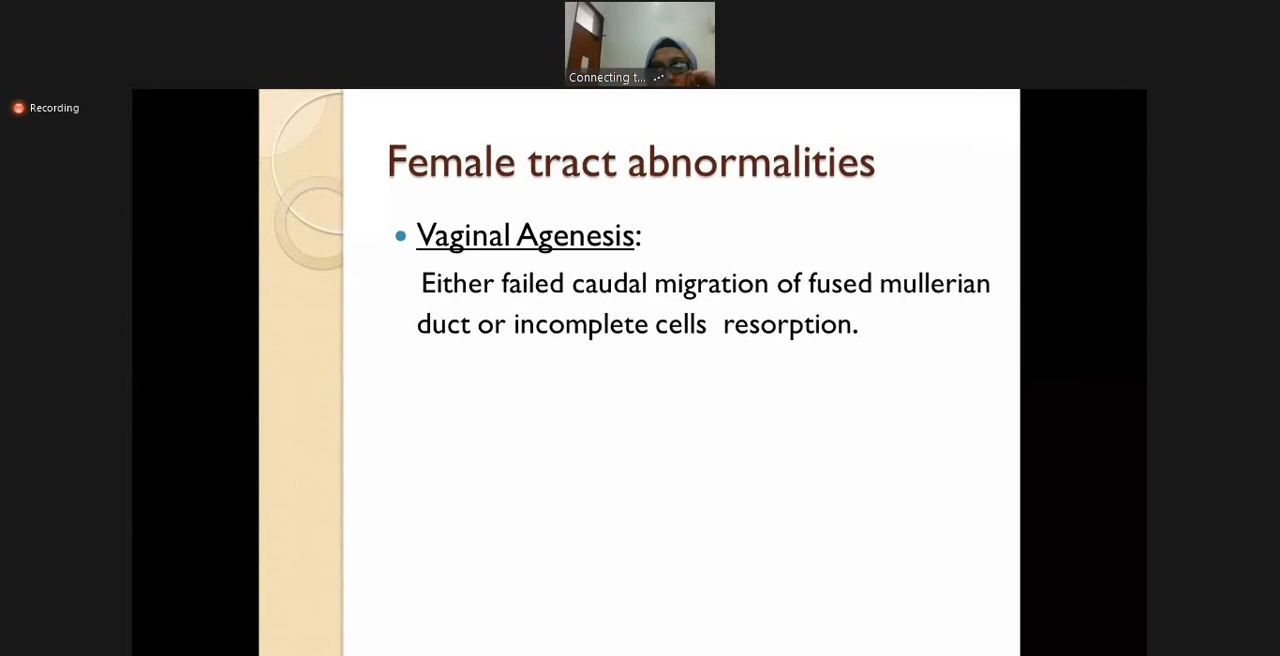 Connecting t...
Recording
Female tract abnormalities
Vaginal Agenesis:
Either failed caudal migration of fused mullerian
duct or incomplete cells resorption.